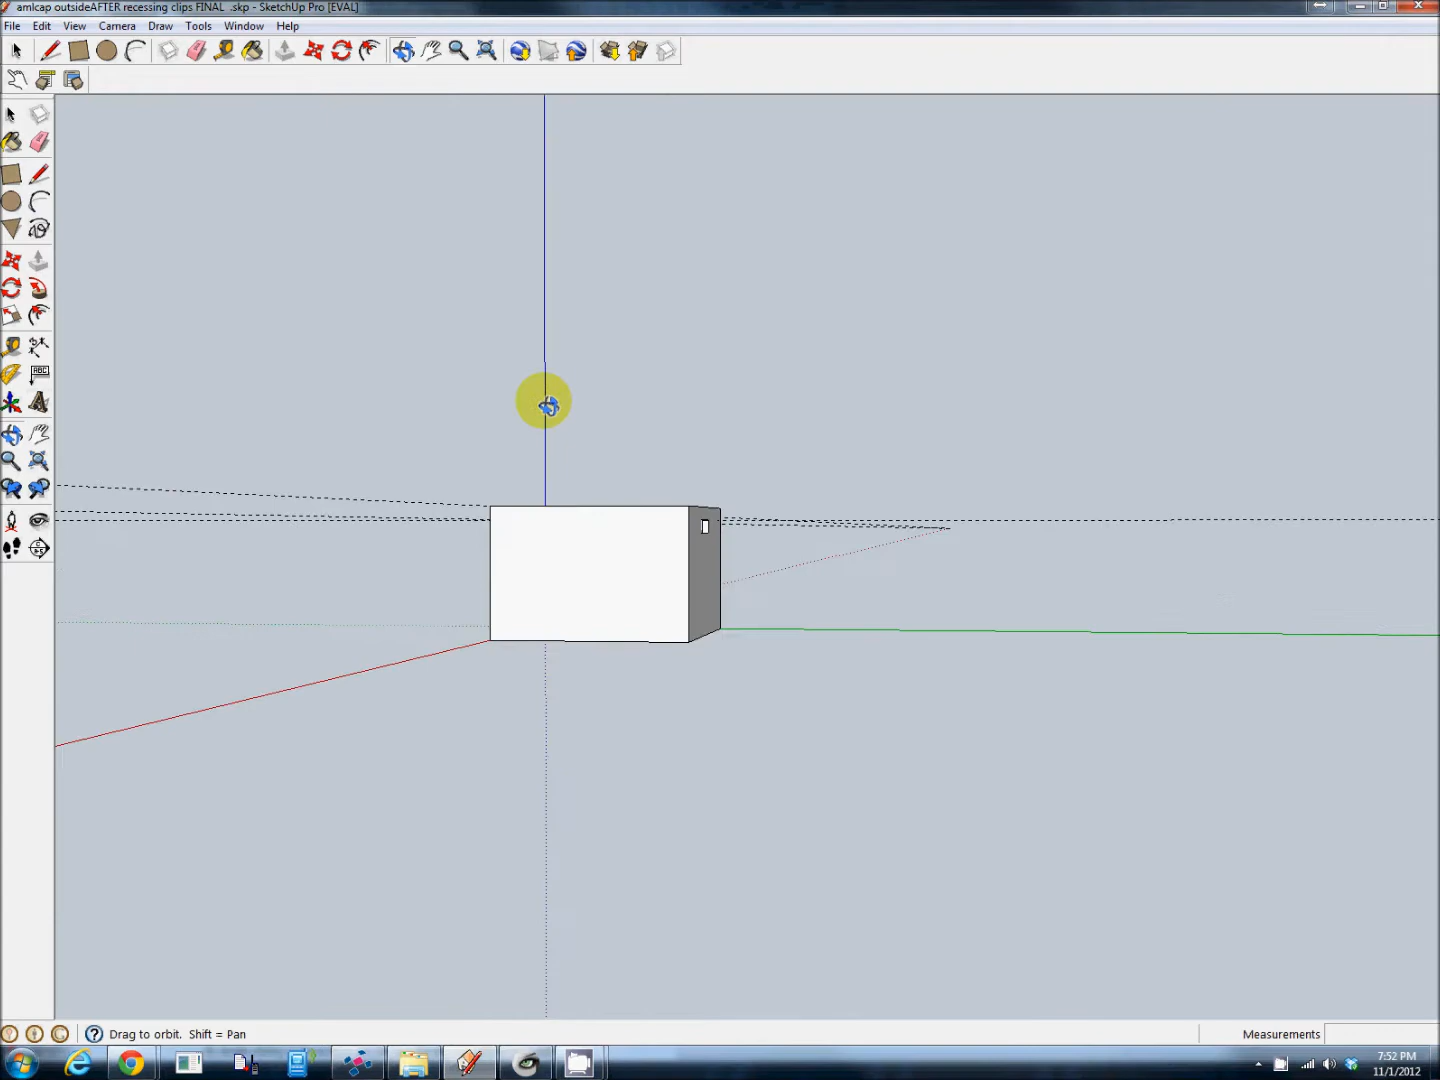 amlcap outsideAFTER recessing clips FINAL .skp - SketchUp Pro [EVAL]
File Edit View Camera Draw Tools Window Help
ABC
Drag to orbit. Shift = Pan
Measurements
7:52 PM
11/1/2012